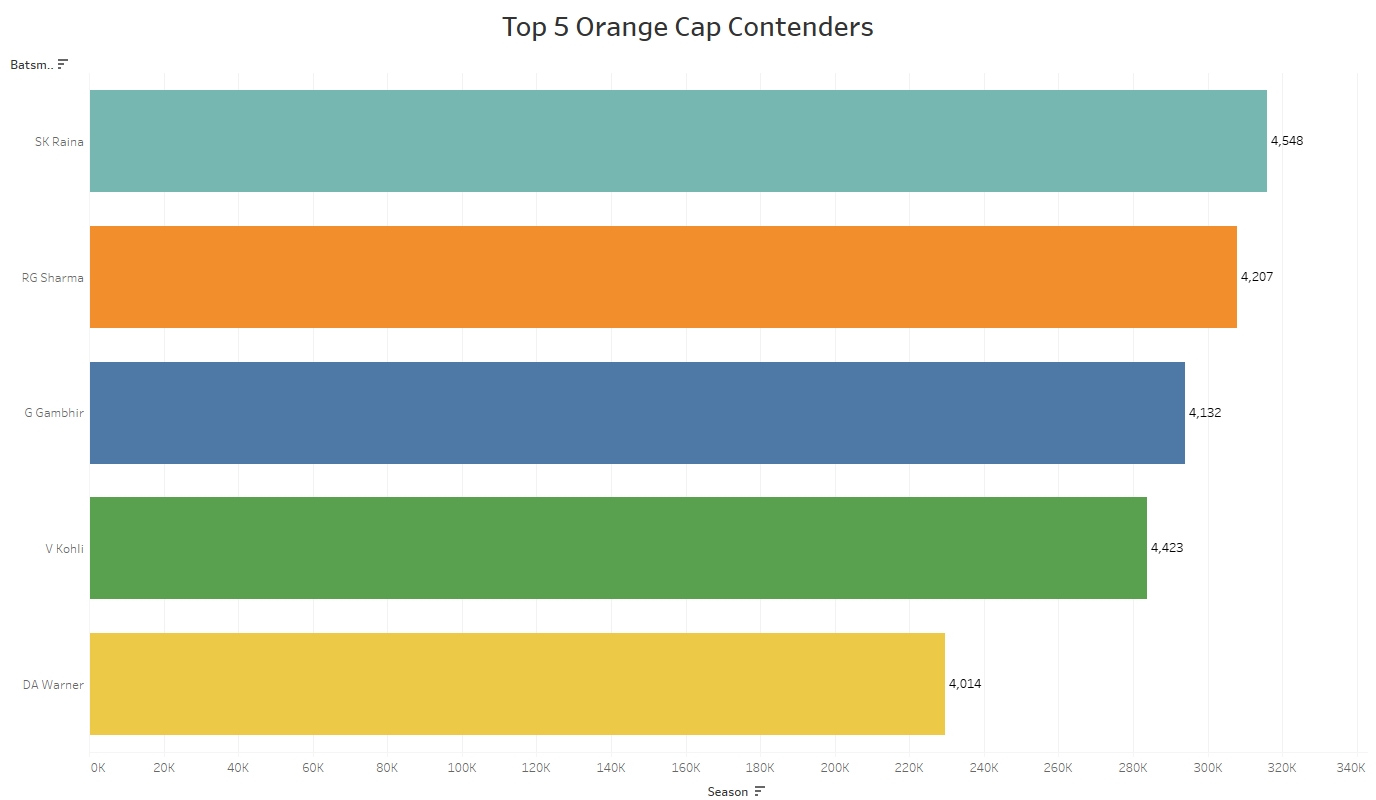 Top 5 Orange Cap Contenders
Batsm..
SK Raina 4,548
RG Sharma 4,207
G Gambhir 4,132
V Kohli 4,423
DA Warner 4,014
0K 20K 40K 60K 80K 100K 120K 140K 160K 180K 200K 220K 240K 260K 280K 300K 320K 340K
Season